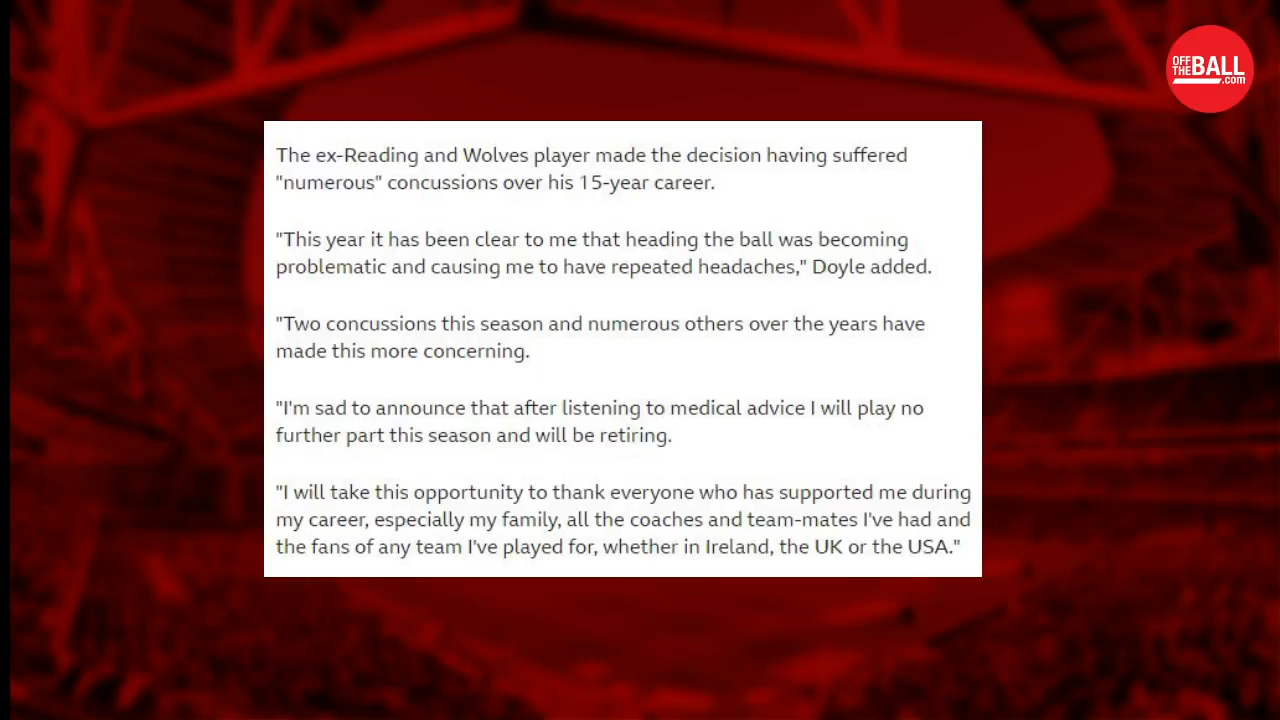 OFF
THE BALL
.com
The ex-Reading and Wolves player made the decision having suffered
"numerous" concussions over his 15-year career.
"This year it has been clear to me that heading the ball was becoming
problematic and causing me to have repeated headaches," Doyle added.
"Two concussions this season and numerous others over the years have
made this more concerning.
"I'm sad to announce that after listening to medical advice I will play no
further part this season and will be retiring.
"I will take this opportunity to thank everyone who has supported me during
my career, especially my family, all the coaches and team-mates I've had and
the fans of any team I've played for, whether in Ireland, the UK or the USA."